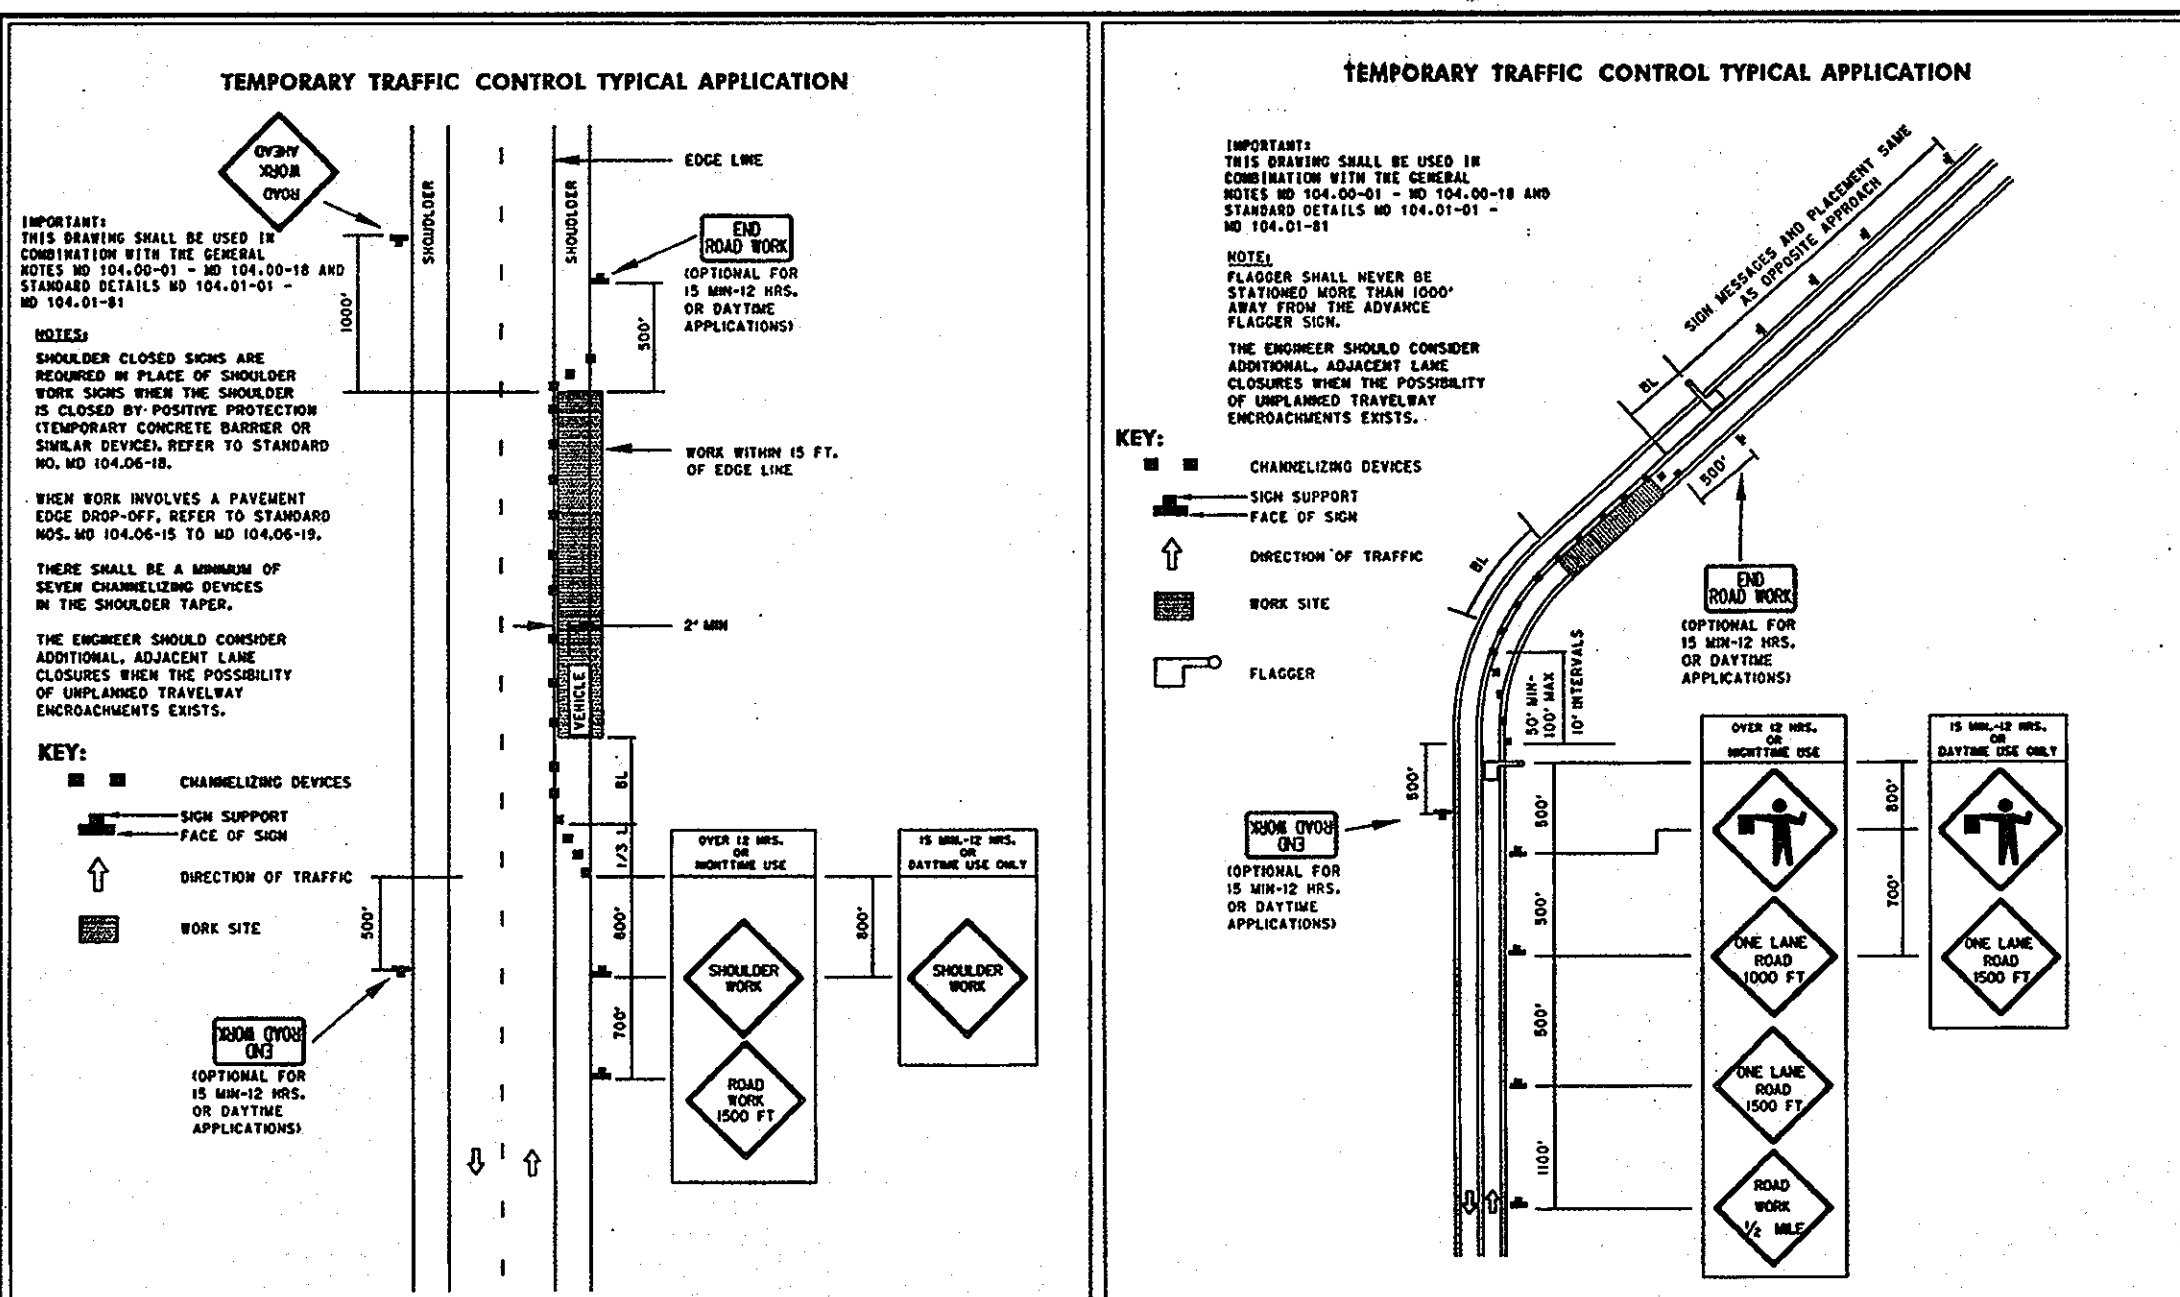 TEMPORARY TRAFFIC CONTROL TYPICAL APPLICATION
ROAD
WORK
AHEAD
IMPORTANT:
THIS DRAWING SHALL BE USED IN
COMBINATION WITH THE GENERAL
NOTES MD 104.00-01 - MD 104.00-18 AND
STANDARD DETAILS MD 104.01-01 -
MD 104.01-81
NOTES:
SHOULDER CLOSED SIGNS ARE
REQUIRED IN PLACE OF SHOULDER
WORK SIGNS WHEN THE SHOULDER
IS CLOSED BY POSITIVE PROTECTION
(TEMPORARY CONCRETE BARRIER OR
SIMILAR DEVICE). REFER TO STANDARD
NO. MD 104.06-18.
WHEN WORK INVOLVES A PAVEMENT
EDGE DROP-OFF, REFER TO STANDARD
NOS. MD 104.06-15 TO MD 104.06-19.
THERE SHALL BE A MINIMUM OF
SEVEN CHANNELIZING DEVICES
IN THE SHOULDER TAPER.
THE ENGINEER SHOULD CONSIDER
ADDITIONAL, ADJACENT LANE
CLOSURES WHEN THE POSSIBILITY
OF UNPLANNED TRAVELWAY
ENCROACHMENTS EXISTS.
KEY:
CHANNELIZING DEVICES
SIGN SUPPORT
FACE OF SIGN
DIRECTION OF TRAFFIC
WORK SITE
1000'
500'
END
ROAD WORK
(OPTIONAL FOR
15 MIN-12 HRS.
OR DAYTIME
APPLICATIONS)
SHOULDER
SHOULDER
EDGE LINE
END
ROAD WORK
(OPTIONAL FOR
15 MIN-12 HRS.
OR DAYTIME
APPLICATIONS)
500'
WORK WITHIN 15 FT.
OF EDGE LINE
2' MIN
VEHICLE
BL
1/3 L
800'
700'
OVER 12 HRS.
OR
NIGHTTIME USE
SHOULDER
WORK
ROAD
WORK
1500 FT
800'
15 MIN.-12 HRS.
OR
DAYTIME USE ONLY
SHOULDER
WORK
TEMPORARY TRAFFIC CONTROL TYPICAL APPLICATION
IMPORTANT:
THIS DRAWING SHALL BE USED IN
COMBINATION WITH THE GENERAL
NOTES MD 104.00-01 - MD 104.00-18 AND
STANDARD DETAILS MD 104.01-01 -
MD 104.01-81
NOTE:
FLAGGER SHALL NEVER BE
STATIONED MORE THAN 1000'
AWAY FROM THE ADVANCE
FLAGGER SIGN.
THE ENGINEER SHOULD CONSIDER
ADDITIONAL, ADJACENT LANE
CLOSURES WHEN THE POSSIBILITY
OF UNPLANNED TRAVELWAY
ENCROACHMENTS EXISTS.
KEY:
CHANNELIZING DEVICES
SIGN SUPPORT
FACE OF SIGN
DIRECTION OF TRAFFIC
WORK SITE
FLAGGER
SIGN MESSAGES AND PLACEMENT SAME
AS OPPOSITE APPROACH
BL
BL
500'
END
ROAD WORK
(OPTIONAL FOR
15 MIN-12 HRS.
OR DAYTIME
APPLICATIONS)
50' MIN-
100' MAX
10' INTERVALS
500'
END
ROAD WORK
(OPTIONAL FOR
15 MIN-12 HRS.
OR DAYTIME
APPLICATIONS)
500'
500'
500'
1100'
OVER 12 HRS.
OR
NIGHTTIME USE
ONE LANE
ROAD
1000 FT
ONE LANE
ROAD
1500 FT
ROAD
WORK
1/2 MILE
800'
700'
15 MIN.-12 HRS.
OR
DAYTIME USE ONLY
ONE LANE
ROAD
1500 FT